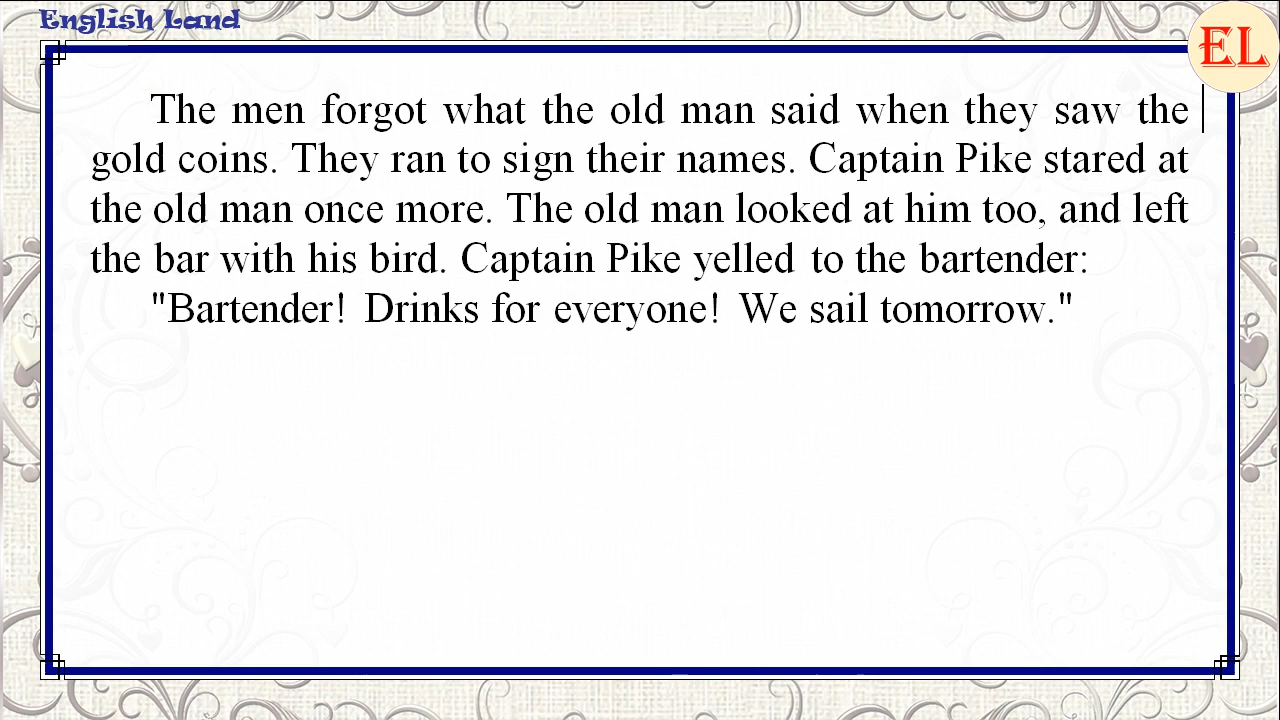 English Land
EL
The men forgot what the old man said when they saw the
gold coins. They ran to sign their names. Captain Pike stared at
the old man once more. The old man looked at him too, and left
the bar with his bird. Captain Pike yelled to the bartender:
"Bartender! Drinks for everyone! We sail tomorrow."